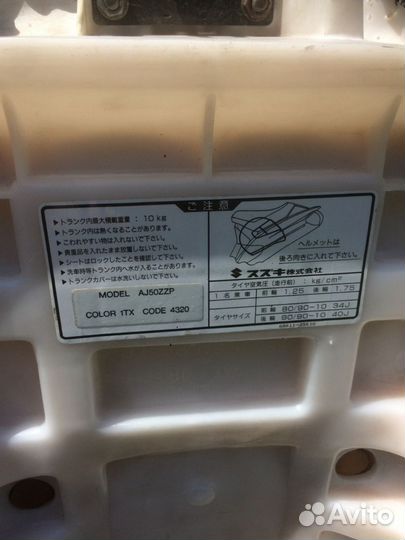 ご注意
▶トランク内最大積載重量：10kg
▶トランク内は熱くなることがあります。
▶こわれやすい物は入れないで下さい。
▶貴重品を入れたまま放置しないで下さい。
▶シートはロックしたことを確認して下さい。
▶洗車時等トランク内へ水が入ることがあります。
▶トランクカバーは水洗いしないで下さい。
MODEL AJ50ZZP
COLOR 1TX CODE 4320
ヘルメットは
後ろ向きに入れて下さい。
スズキ株式会社
タイヤ空気圧（走行前）：kg/cm²
1名乗車 前輪 1.25 後輪 1.75
タイヤサイズ 前輪 80/90-10 34J
後輪 90/90-10 40J
Avito